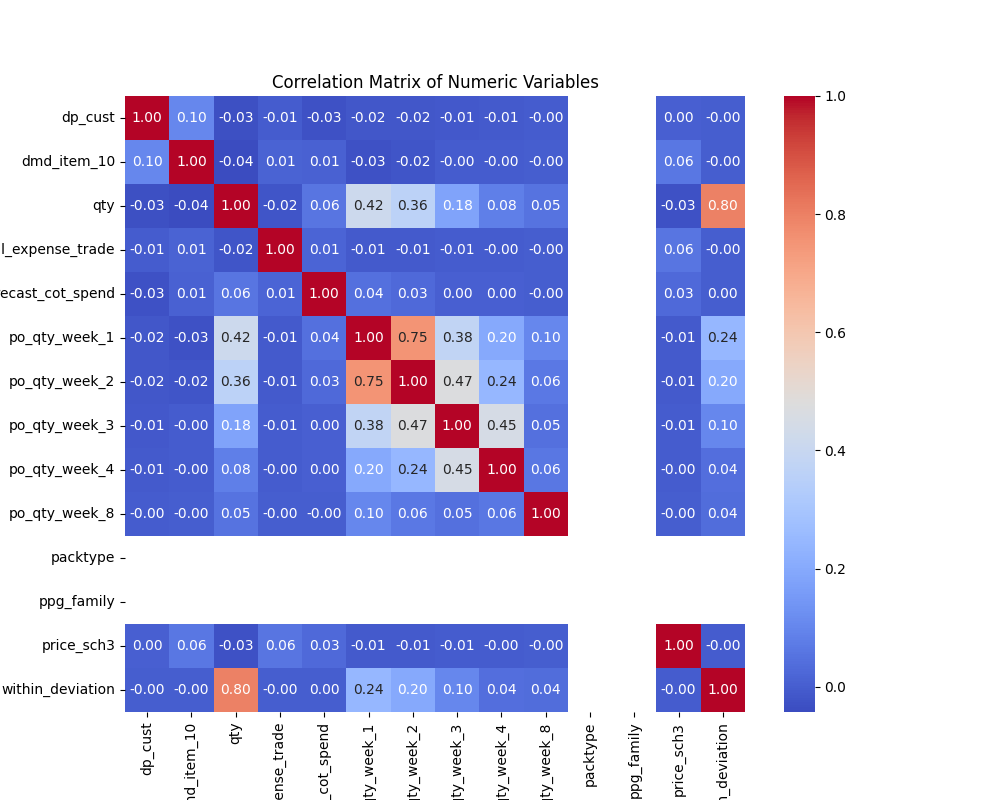 Correlation Matrix of Numeric Variables
dp_cust 1.00 0.10 -0.03 -0.01 -0.03 -0.02 -0.02 -0.01 -0.01 -0.00 0.00 -0.00
dmd_item_10 0.10 1.00 -0.04 0.01 0.01 -0.03 -0.02 -0.00 -0.00 -0.00 0.06 -0.00
qty -0.03 -0.04 1.00 -0.02 0.06 0.42 0.36 0.18 0.08 0.05 -0.03 0.80
l_expense_trade -0.01 0.01 -0.02 1.00 0.01 -0.01 -0.01 -0.01 -0.00 -0.00 0.06 -0.00
ecast_cot_spend -0.03 0.01 0.06 0.01 1.00 0.04 0.03 0.00 0.00 -0.00 0.03 0.00
po_qty_week_1 -0.02 -0.03 0.42 -0.01 0.04 1.00 0.75 0.38 0.20 0.10 -0.01 0.24
po_qty_week_2 -0.02 -0.02 0.36 -0.01 0.03 0.75 1.00 0.47 0.24 0.06 -0.01 0.20
po_qty_week_3 -0.01 -0.00 0.18 -0.01 0.00 0.38 0.47 1.00 0.45 0.05 -0.01 0.10
po_qty_week_4 -0.01 -0.00 0.08 -0.00 0.00 0.20 0.24 0.45 1.00 0.06 -0.00 0.04
po_qty_week_8 -0.00 -0.00 0.05 -0.00 -0.00 0.10 0.06 0.05 0.06 1.00 -0.00 0.04
packtype
ppg_family
price_sch3 0.00 0.06 -0.03 0.06 0.03 -0.01 -0.01 -0.01 -0.00 -0.00 1.00 -0.00
within_deviation -0.00 -0.00 0.80 -0.00 0.00 0.24 0.20 0.10 0.04 0.04 -0.00 1.00
dp_cust
nd_item_10
qty
ense_trade
_cot_spend
qty_week_1
qty_week_2
qty_week_3
qty_week_4
qty_week_8
packtype
ppg_family
price_sch3
n_deviation
1.0
0.8
0.6
0.4
0.2
0.0